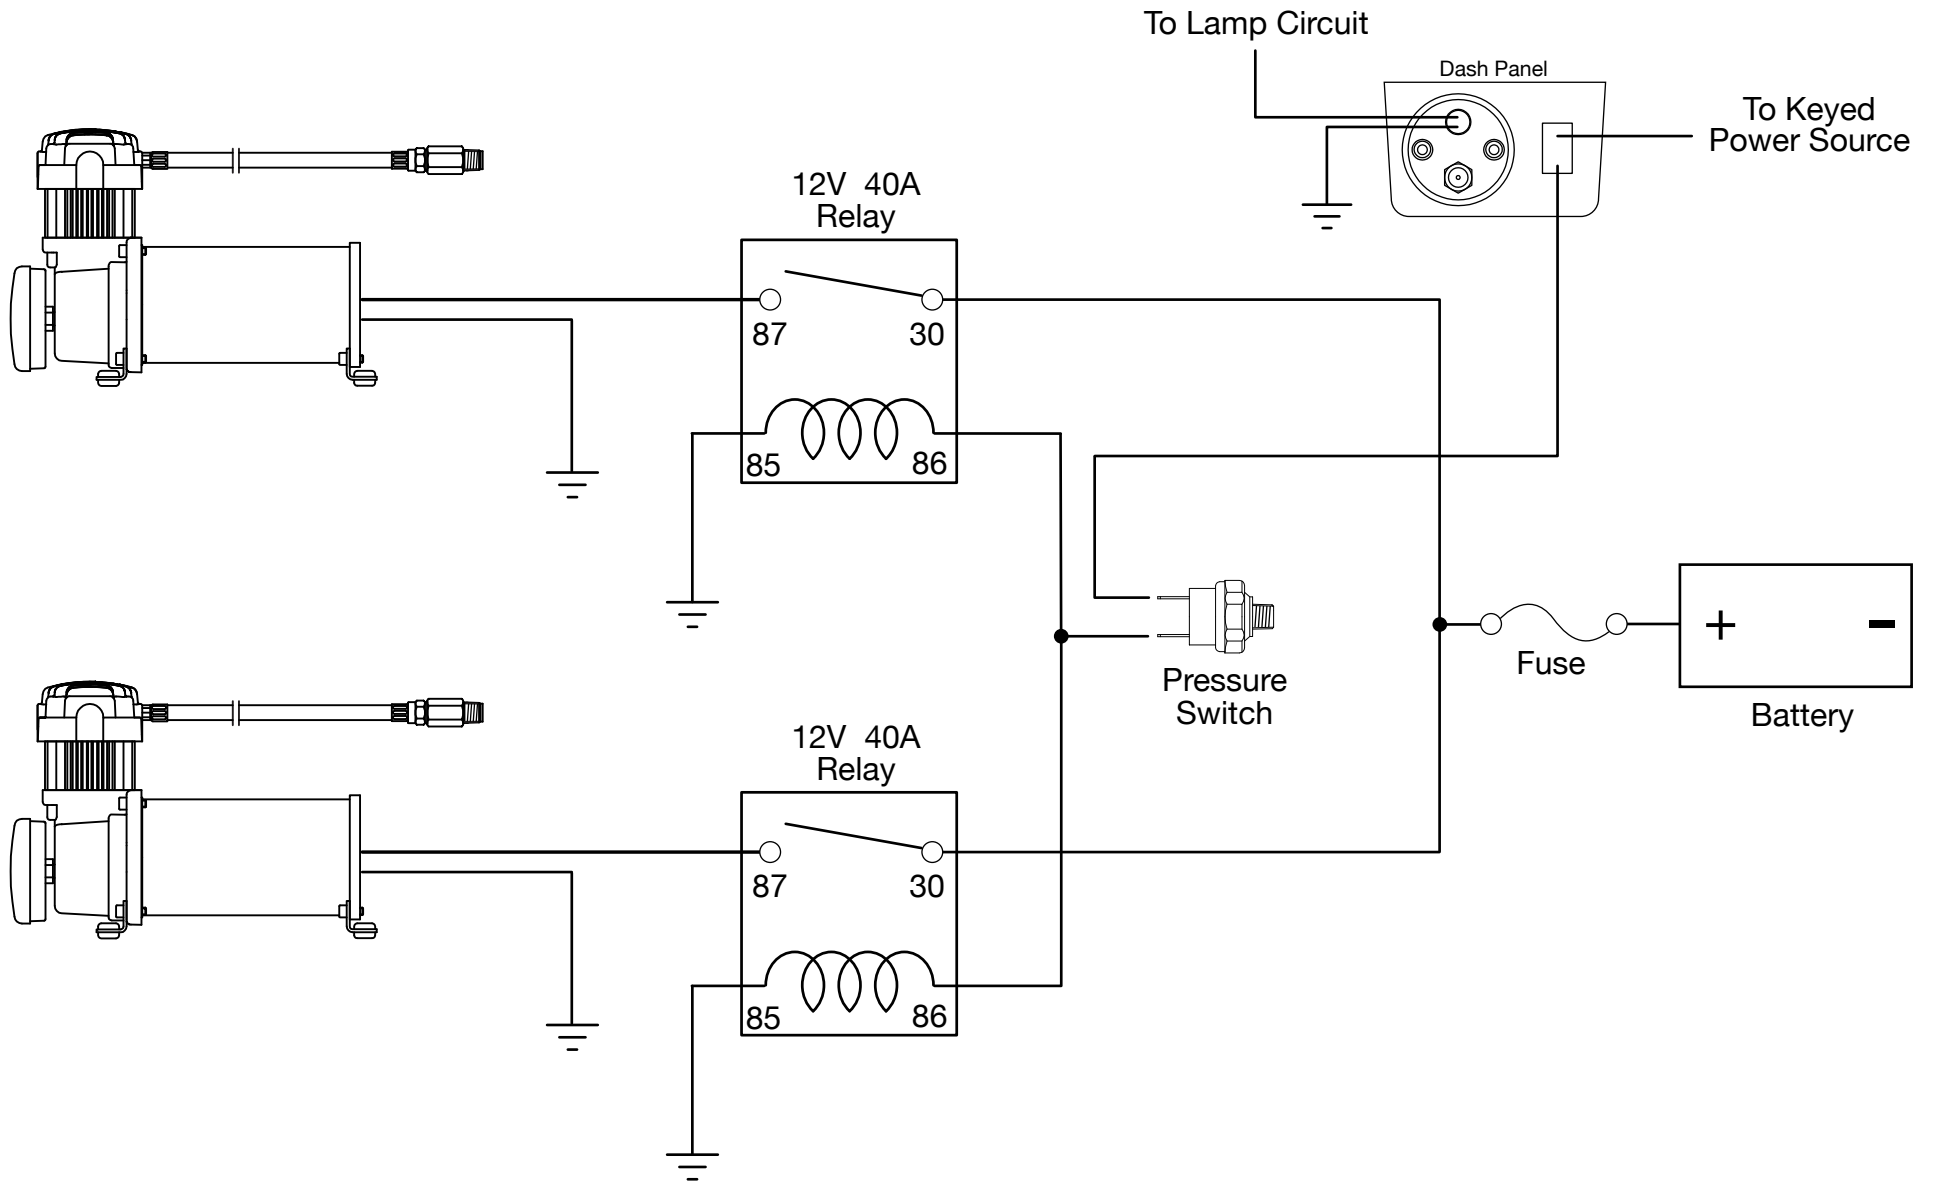 To Lamp Circuit
Dash Panel
To Keyed
Power Source
12V 40A
Relay
87
30
85
86
Pressure
Switch
+
-
Fuse
Battery
12V 40A
Relay
87
30
85
86